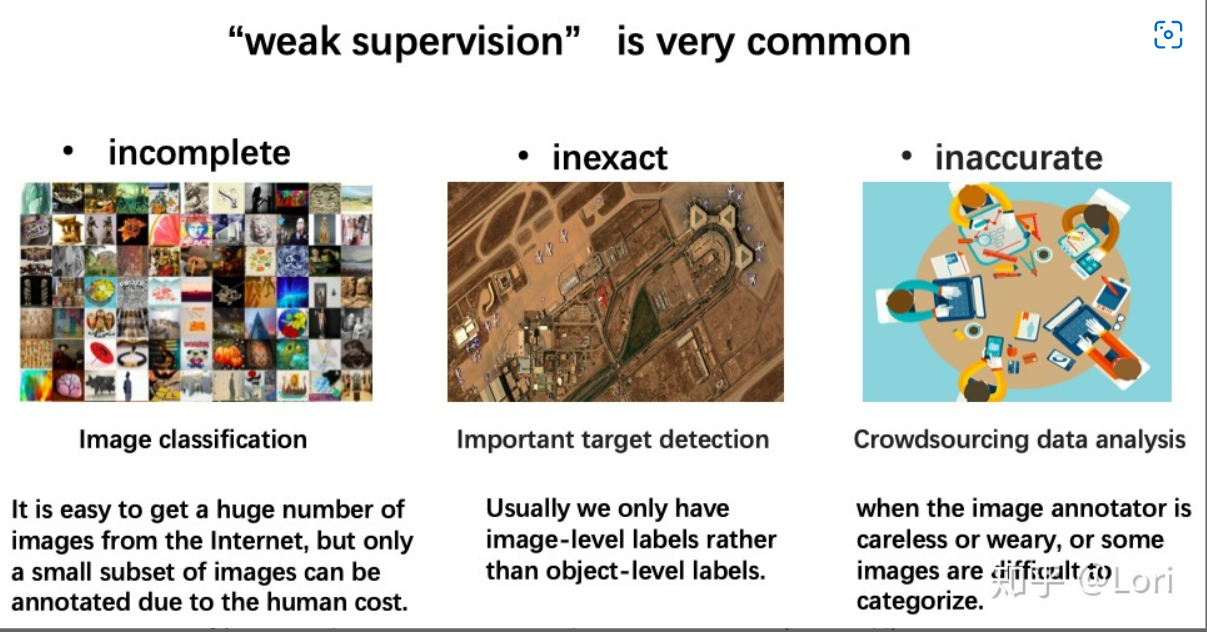 “weak supervision” is very common
• incomplete
Image classification
It is easy to get a huge number of
images from the Internet, but only
a small subset of images can be
annotated due to the human cost.
• inexact
Important target detection
Usually we only have
image-level labels rather
than object-level labels.
• inaccurate
Crowdsourcing data analysis
when the image annotator is
careless or weary, or some
images are difficult to
categorize.
知乎 @Lori